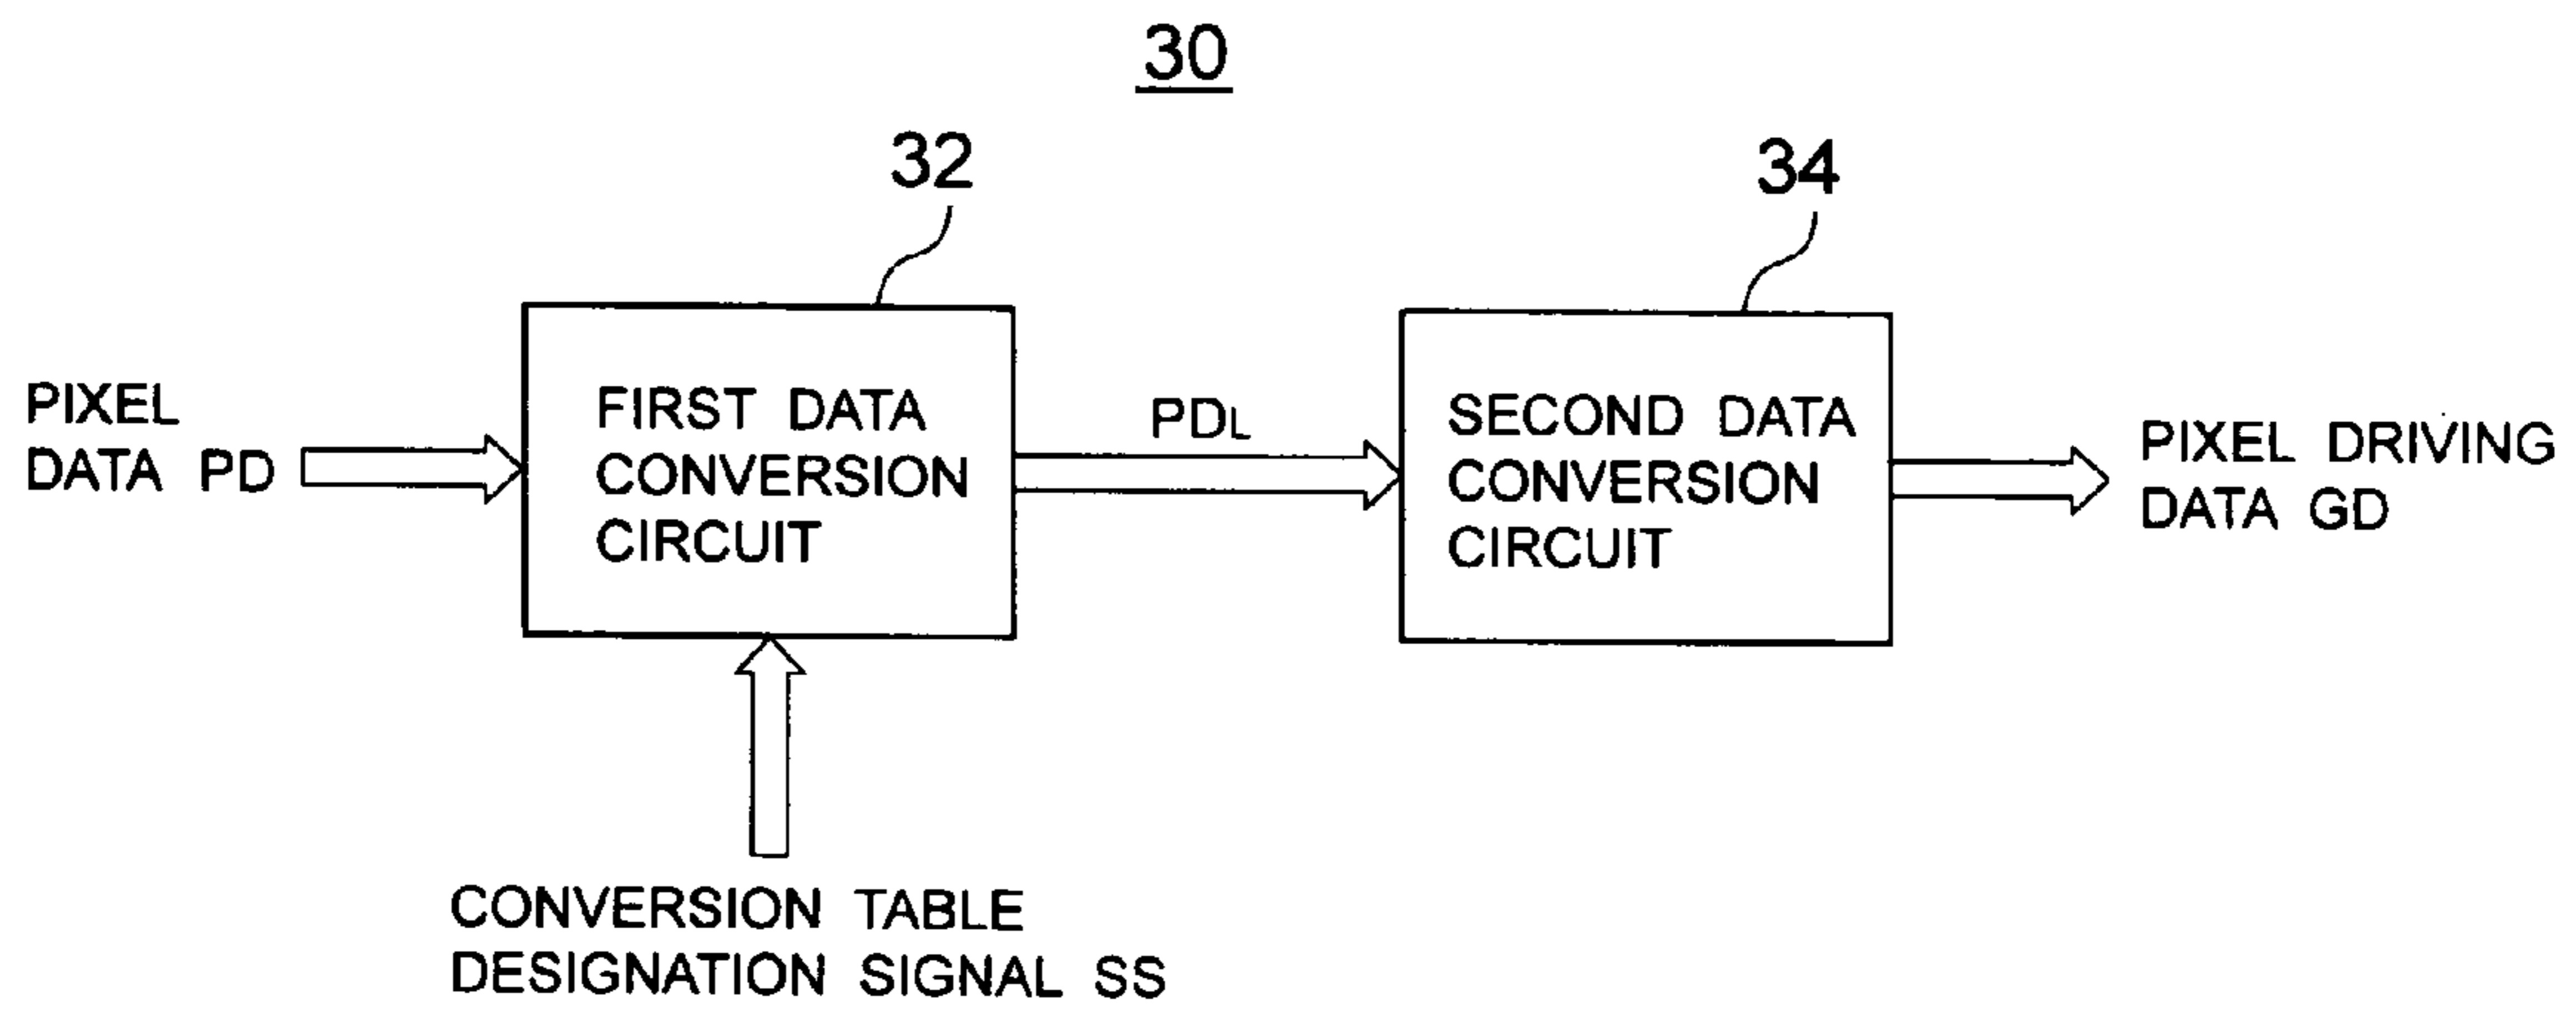 30
32
34
PIXEL
DATA PD
FIRST DATA
CONVERSION
CIRCUIT
PDL
SECOND DATA
CONVERSION
CIRCUIT
PIXEL DRIVING
DATA GD
CONVERSION TABLE
DESIGNATION SIGNAL SS